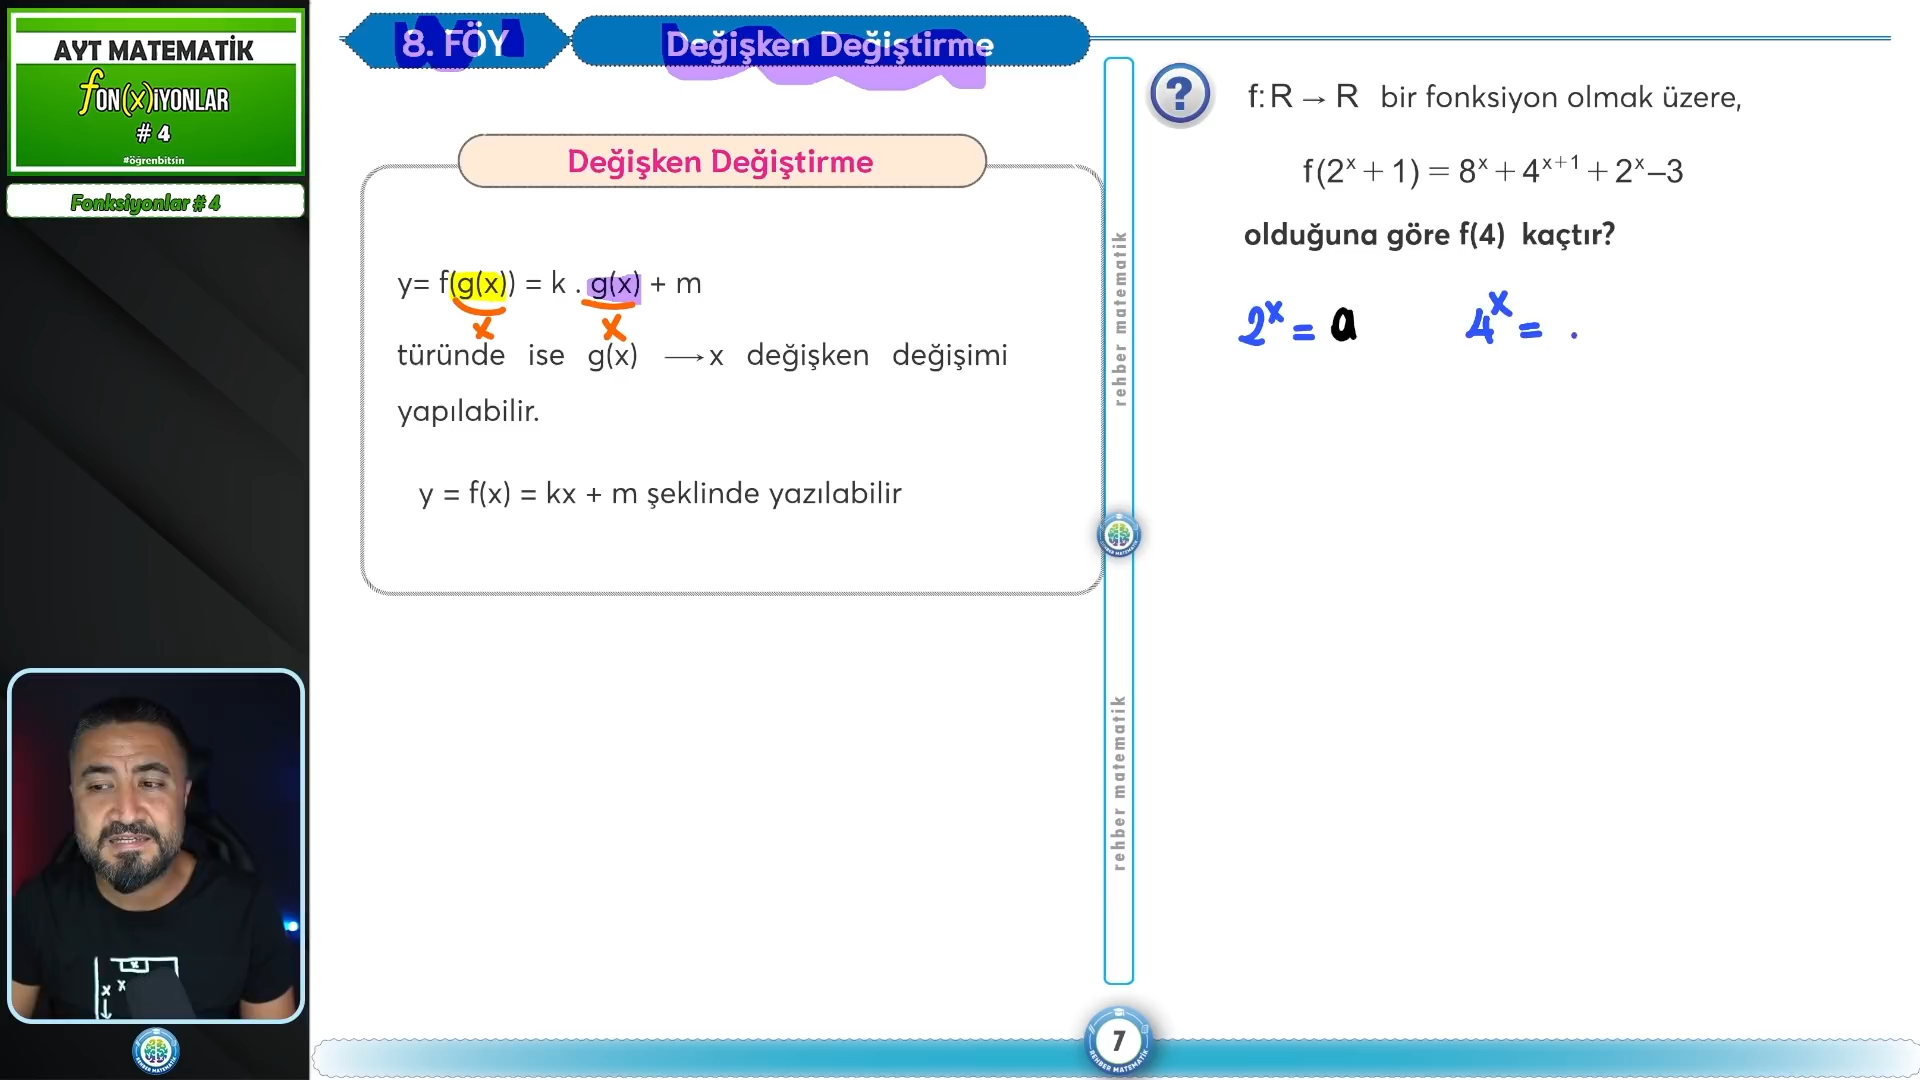 AYT MATEMATİK
fON(X)İYONLAR
# 4
#öğrenbitsin
Fonksiyonlar # 4
8. FÖY
Değişken Değiştirme
Değişken Değiştirme
y= f(g(x)) = k . g(x) + m
x x
türünde ise g(x) → x değişken değişimi
yapılabilir.
y = f(x) = kx + m şeklinde yazılabilir
rehber matematik
rehber matematik
?
f: R → R bir fonksiyon olmak üzere,
f(2ˣ + 1) = 8ˣ + 4ˣ⁺¹ + 2ˣ–3
olduğuna göre f(4) kaçtır?
2ˣ = a 4ˣ = .
7
REHBER MATEMATİK